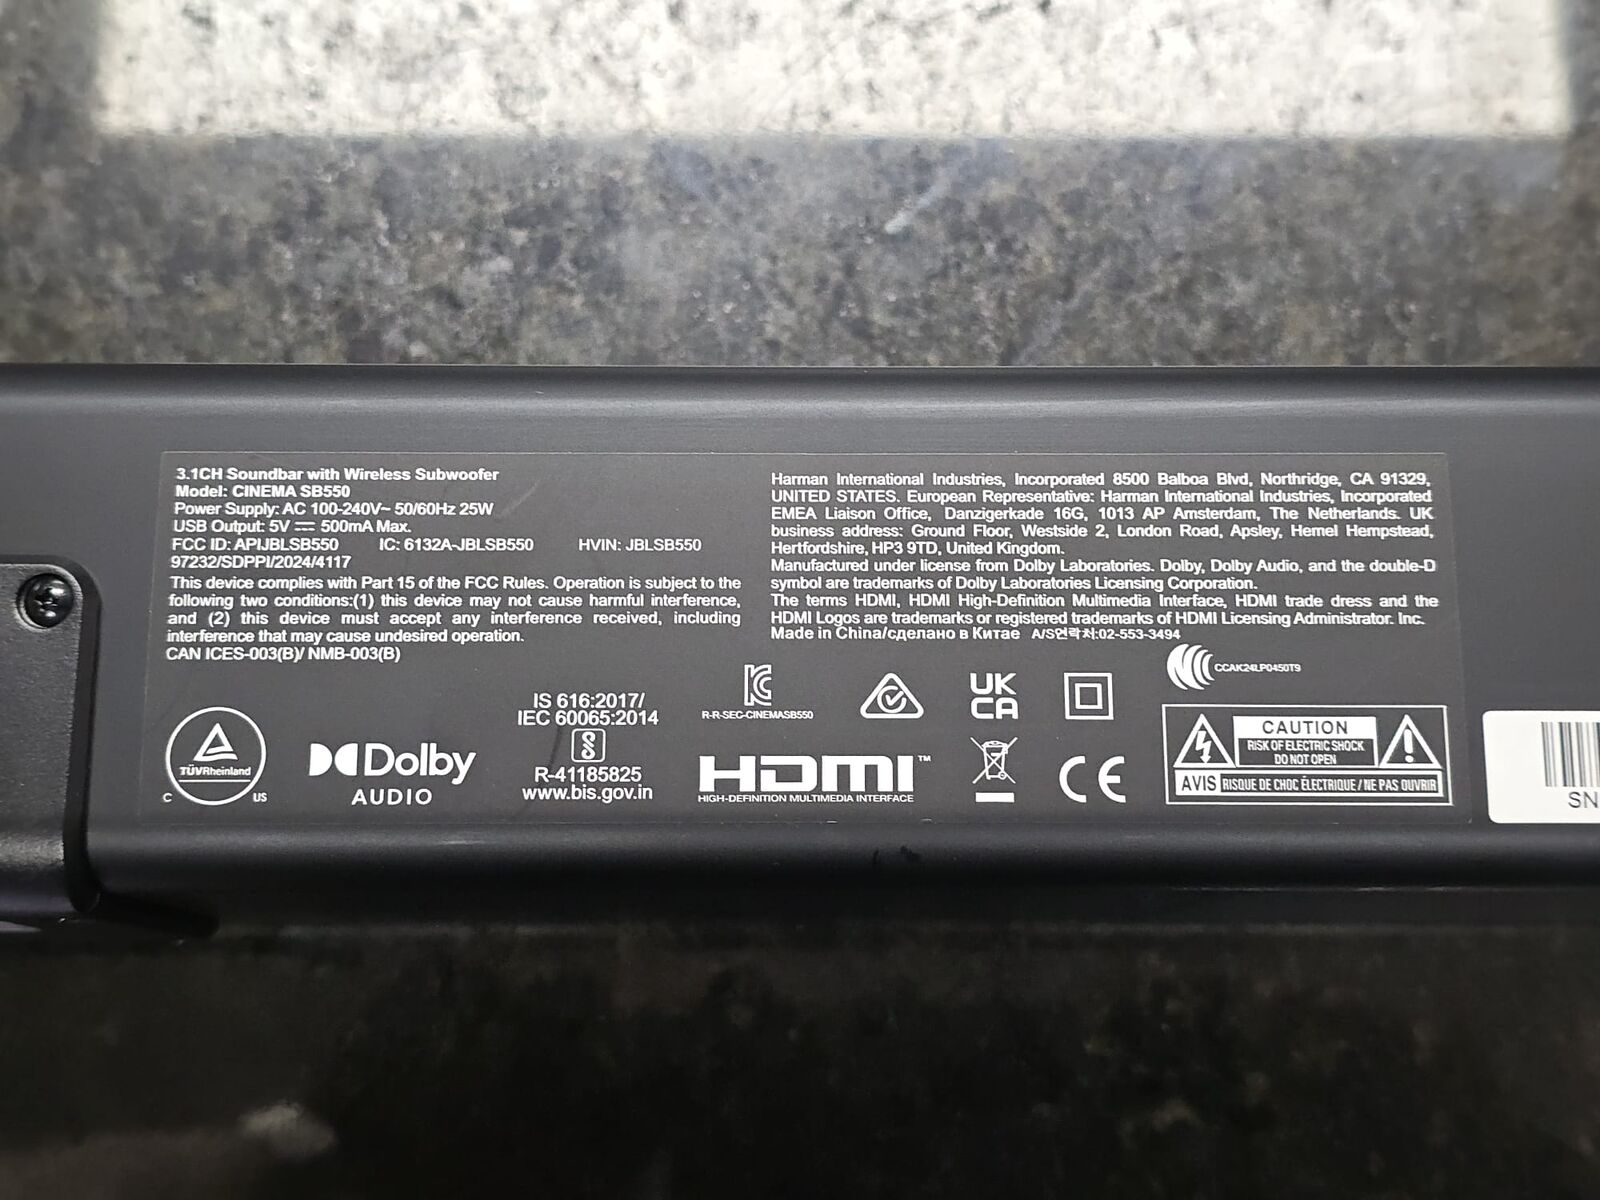 3.1CH Soundbar with Wireless Subwoofer
Model: CINEMA SB550
Power Supply: AC 100-240V~ 50/60Hz 25W
USB Output: 5V ⎓ 500mA Max.
FCC ID: APIJBLSB550 IC: 6132A-JBLSB550 HVIN: JBLSB550
97232/SDPPI/2024/4117
This device complies with Part 15 of the FCC Rules. Operation is subject to the
following two conditions:(1) this device may not cause harmful interference,
and (2) this device must accept any interference received, including
interference that may cause undesired operation.
CAN ICES-003(B)/ NMB-003(B)
Harman International Industries, Incorporated 8500 Balboa Blvd, Northridge, CA 91329,
UNITED STATES. European Representative: Harman International Industries, Incorporated
EMEA Liaison Office, Danzigerkade 16G, 1013 AP Amsterdam, The Netherlands. UK
business address: Ground Floor, Westside 2, London Road, Apsley, Hemel Hempstead,
Hertfordshire, HP3 9TD, United Kingdom.
Manufactured under license from Dolby Laboratories. Dolby, Dolby Audio, and the double-D
symbol are trademarks of Dolby Laboratories Licensing Corporation.
The terms HDMI, HDMI High-Definition Multimedia Interface, HDMI trade dress and the
HDMI Logos are trademarks or registered trademarks of HDMI Licensing Administrator. Inc.
Made in China/сделано в Китае A/S연락처:02-553-3494
TÜVRheinland
C US
Dolby
AUDIO
IS 616:2017/
IEC 60065:2014
R-41185825
www.bis.gov.in
R-R-SEC-CINEMASB550
HDMI™
HIGH-DEFINITION MULTIMEDIA INTERFACE
UK
CA
CE
CCAK24LP0450T9
CAUTION
RISK OF ELECTRIC SHOCK
DO NOT OPEN
AVIS RISQUE DE CHOC ÉLECTRIQUE / NE PAS OUVRIR
SN